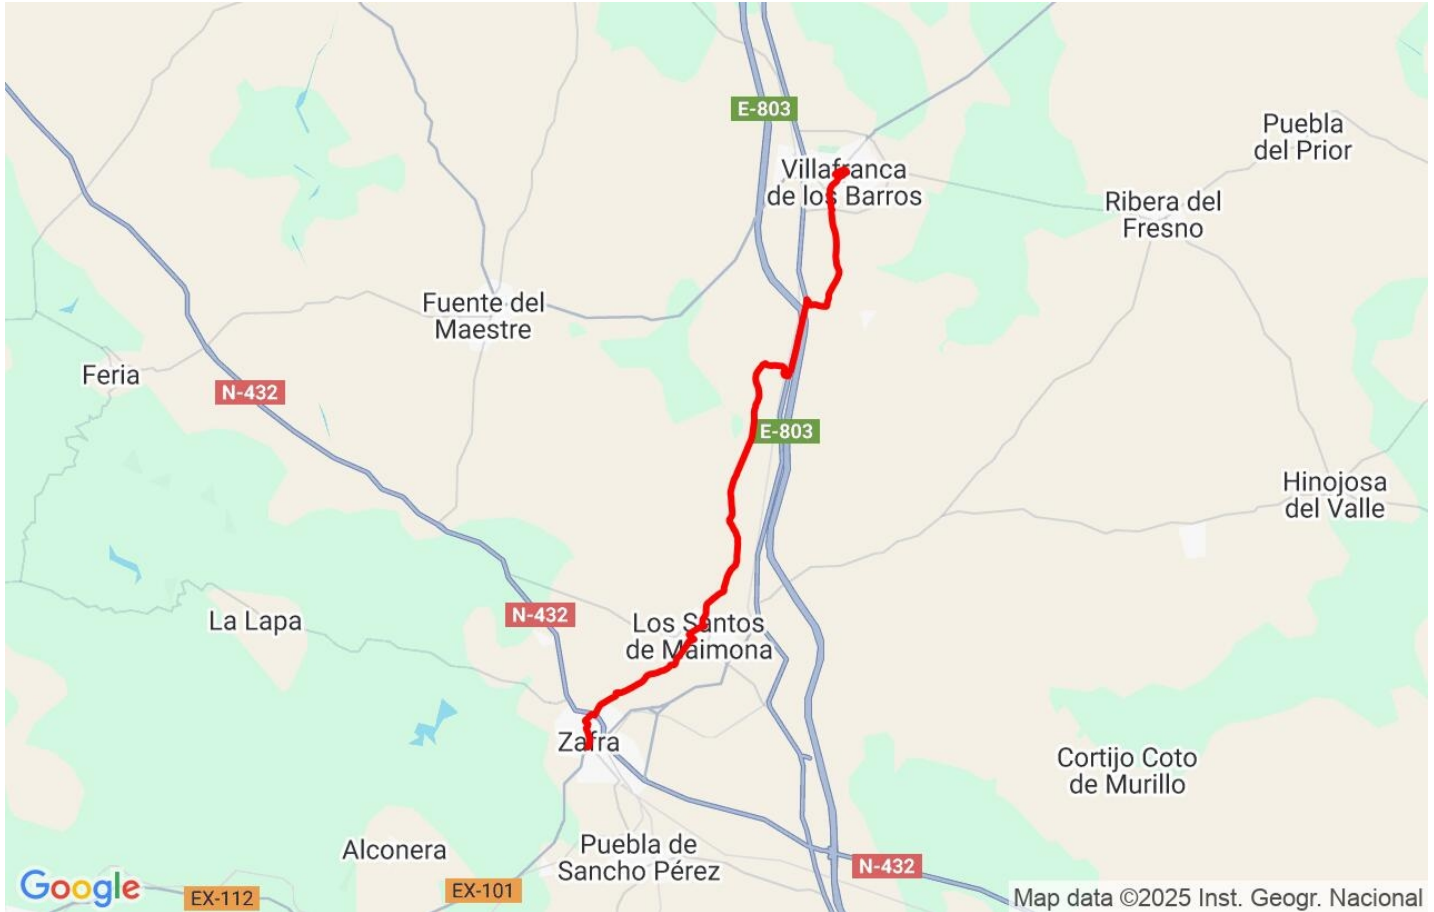 E-803
Puebla
del Prior
Villafranca
de los Barros
Ribera del
Fresno
Fuente del
Maestre
Feria
N-432
E-803
Hinojosa
del Valle
N-432
La Lapa
Los Santos
de Maimona
Zafra
Cortijo Coto
de Murillo
Alconera
Puebla de
Sancho Pérez
N-432
Google
EX-112
EX-101
Map data ©2025 Inst. Geogr. Nacional